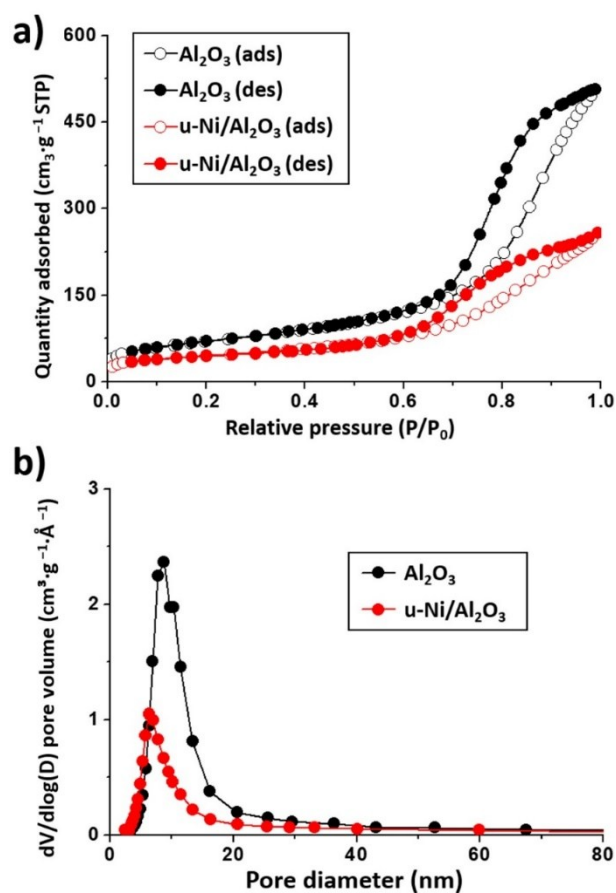 a)
Quantity adsorbed (cm₃·g⁻¹ STP)
600
450
300
150
0
Al₂O₃ (ads)
Al₂O₃ (des)
u-Ni/Al₂O₃ (ads)
u-Ni/Al₂O₃ (des)
0.0 0.2 0.4 0.6 0.8 1.0
Relative pressure (P/P₀)
b)
dV/dlog(D) pore volume (cm³·g⁻¹·Å⁻¹)
3
2
1
0
Al₂O₃
u-Ni/Al₂O₃
0 20 40 60 80
Pore diameter (nm)